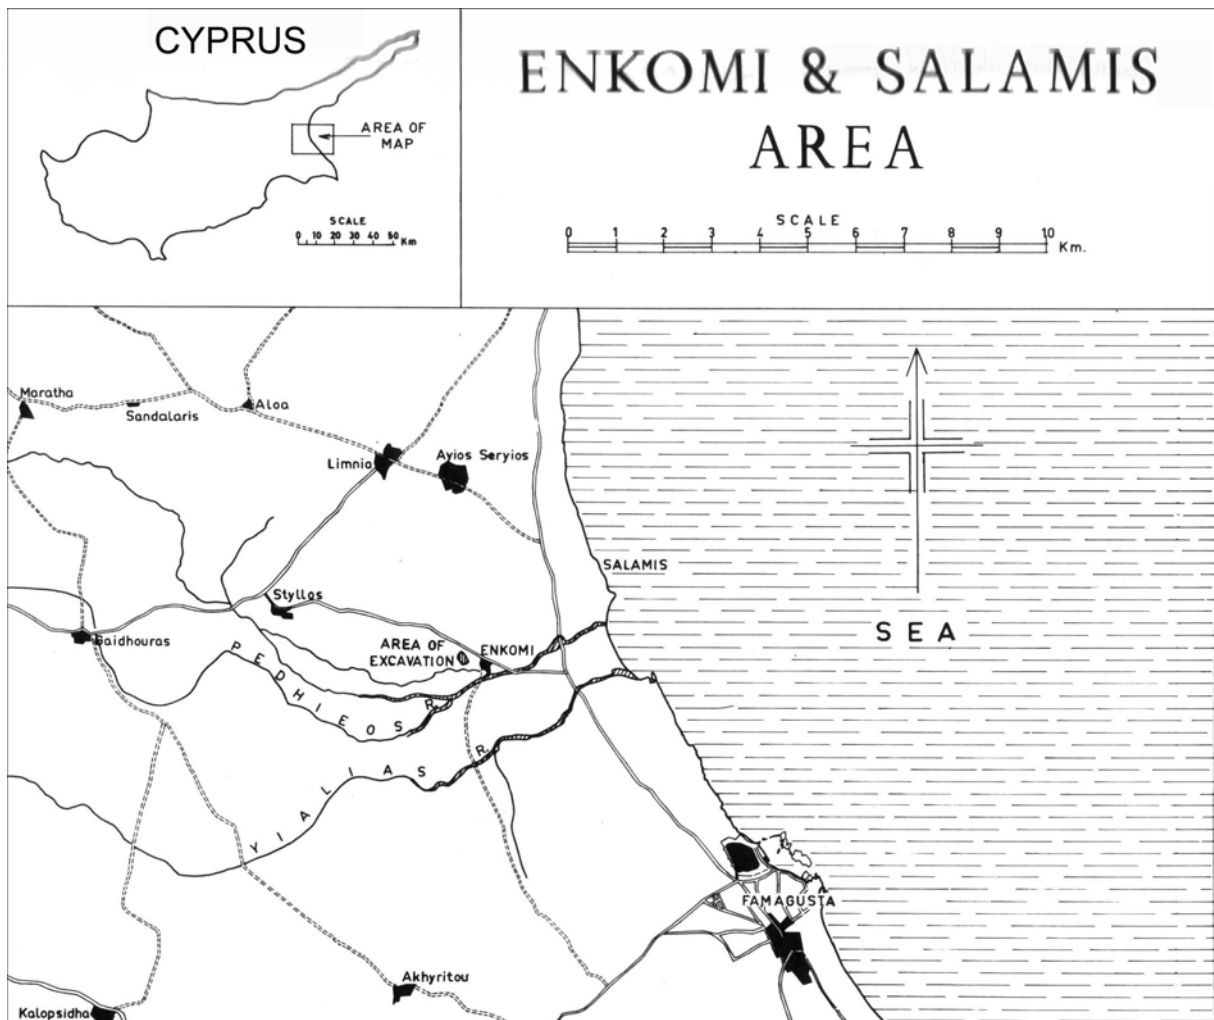 CYPRUS
AREA OF
MAP
SCALE
0 5 10 20 30 40 50 Km
ENKOMI & SALAMIS
AREA
SCALE
0 1 2 3 4 5 6 7 8 9 10 Km.
Maratha
Sandalaris
Aloa
Limnia
Ayios Seryios
SALAMIS
Styllos
Gaidhouras
AREA OF
EXCAVATION
ENKOMI
SEA
PEDHIEOS R.
YIALIAS R.
FAMAGUSTA
Akhyritou
Kalopsidha